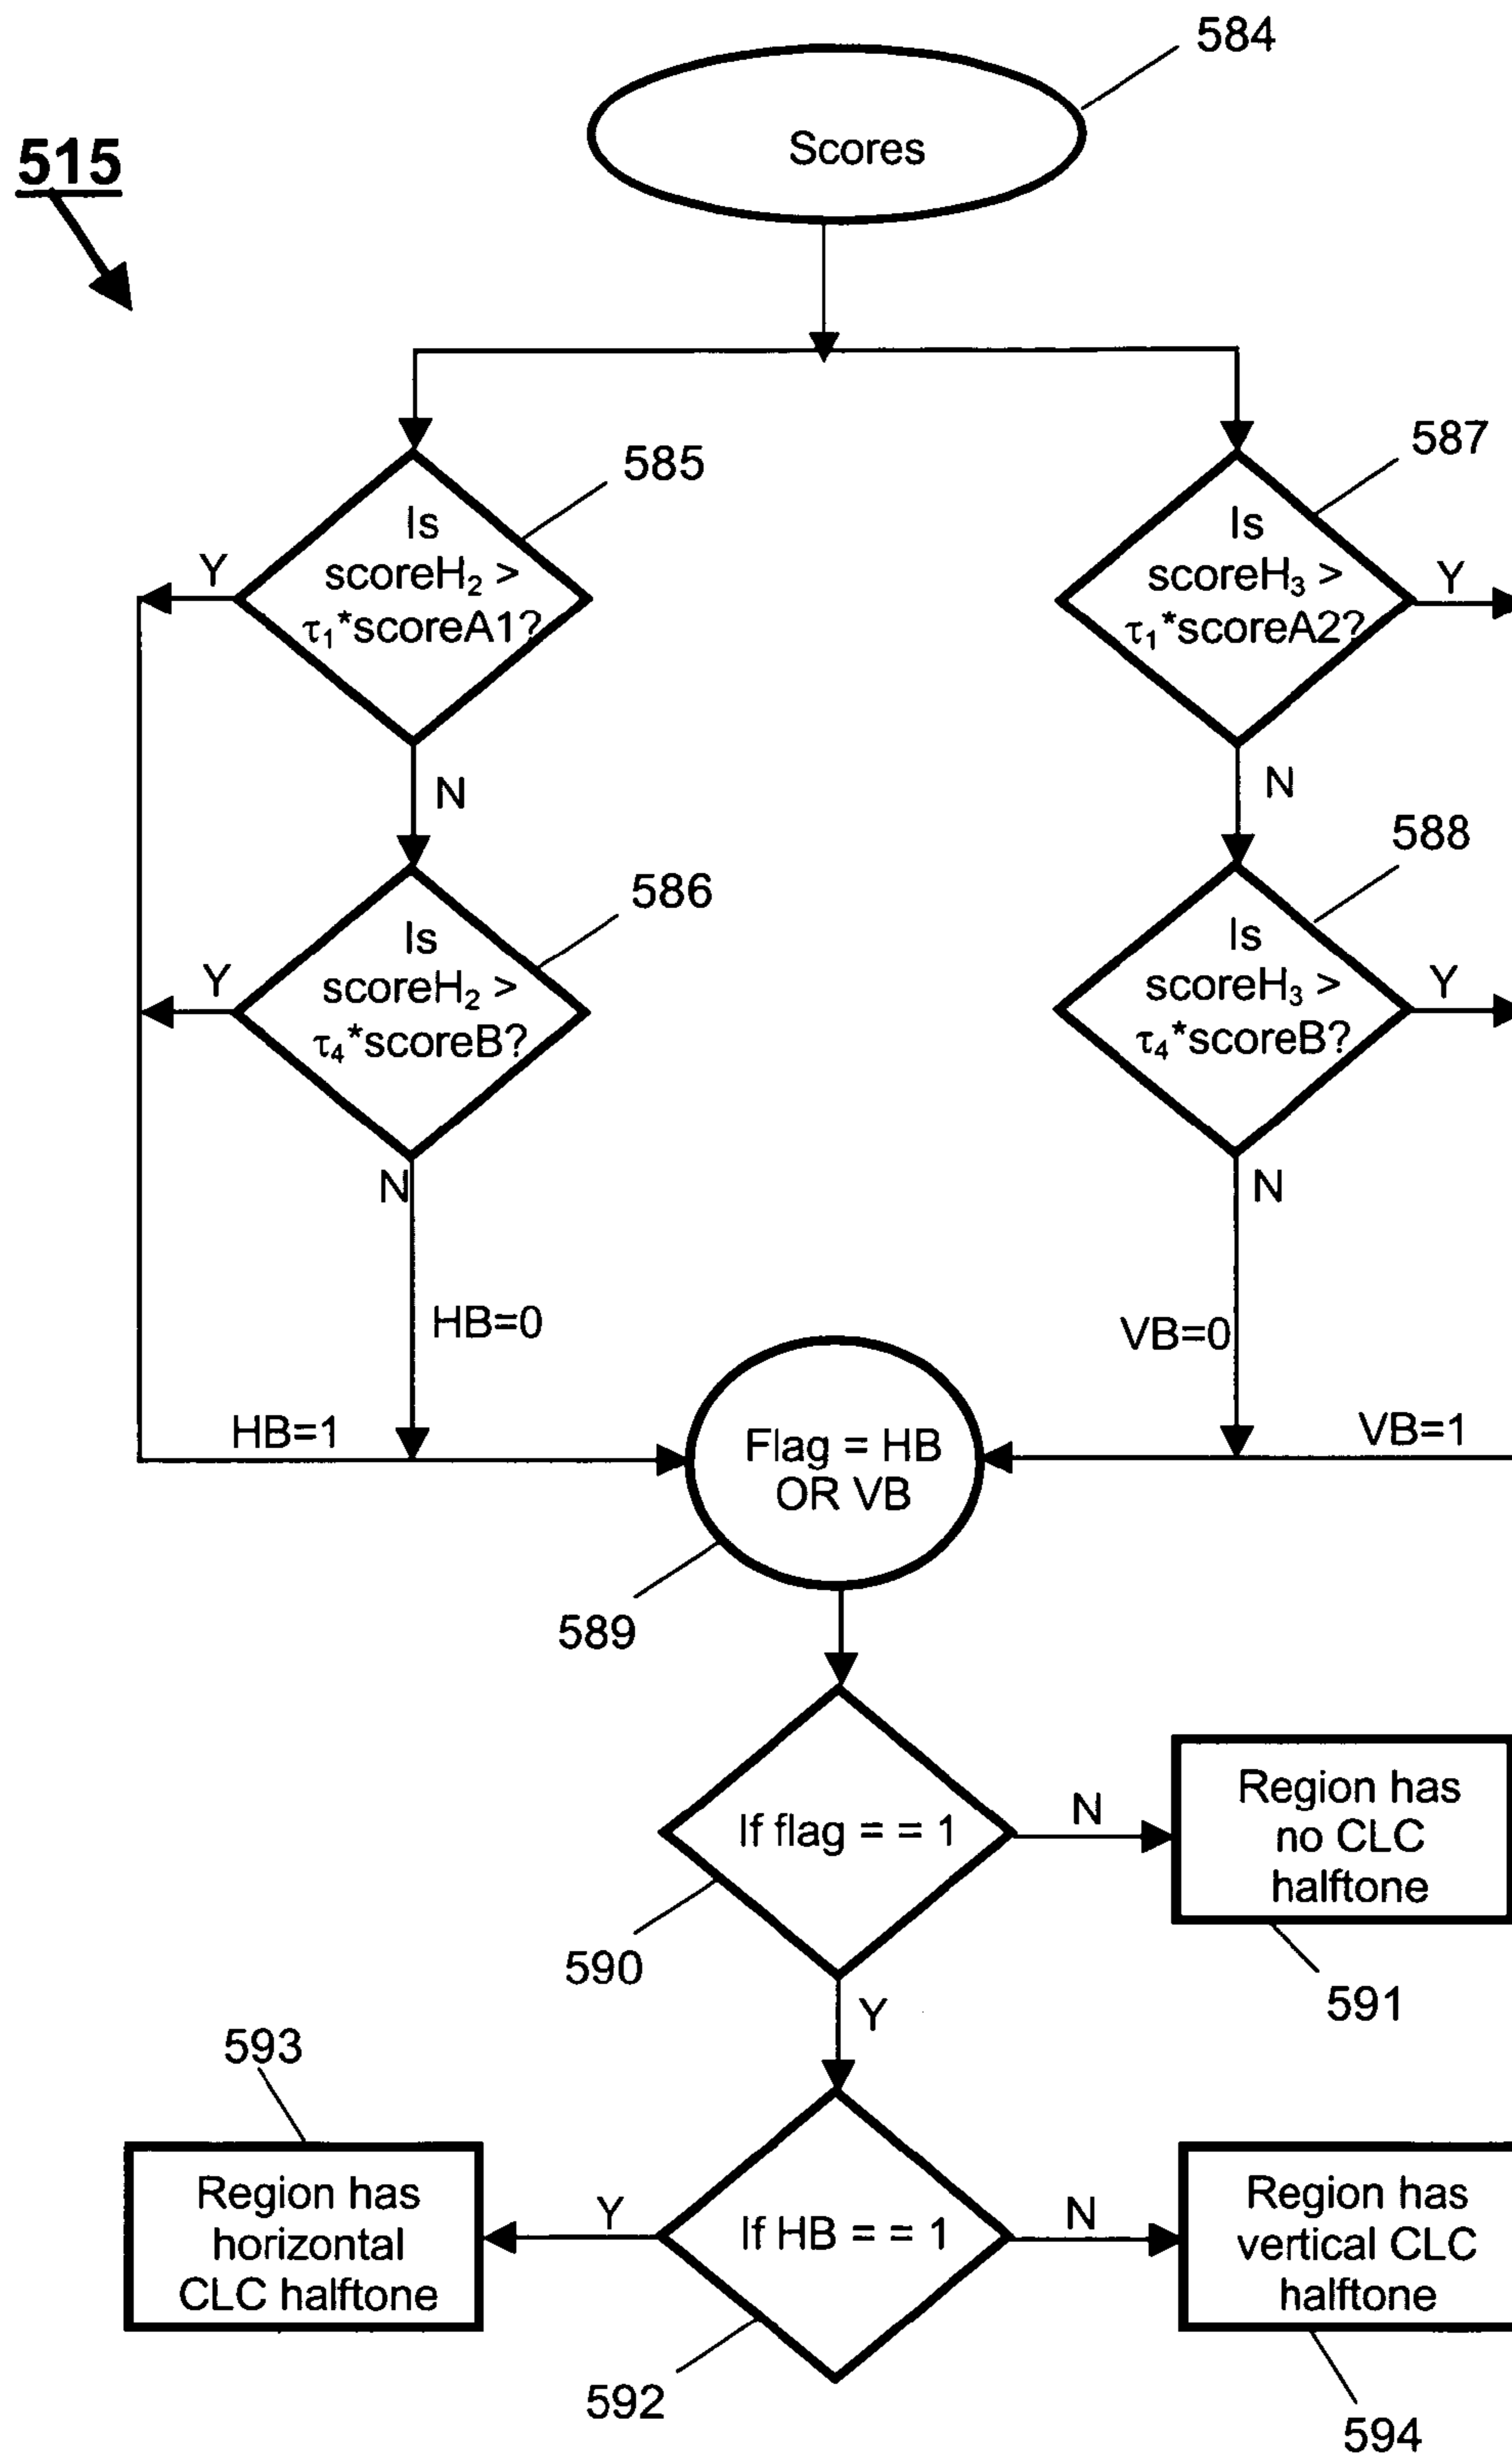 584
Scores
515
585
Is
scoreH₂ >
τ₁*scoreA1?
Y
N
587
Is
scoreH₃ >
τ₁*scoreA2?
Y
N
586
Is
scoreH₂ >
τ₄*scoreB?
Y
N
588
Is
scoreH₃ >
τ₄*scoreB?
Y
N
HB=0
VB=0
HB=1
VB=1
Flag = HB
OR VB
589
If flag = = 1
N
590
Y
Region has
no CLC
halftone
591
593
Region has
horizontal
CLC halftone
Y
If HB = = 1
N
592
Region has
vertical CLC
halftone
594